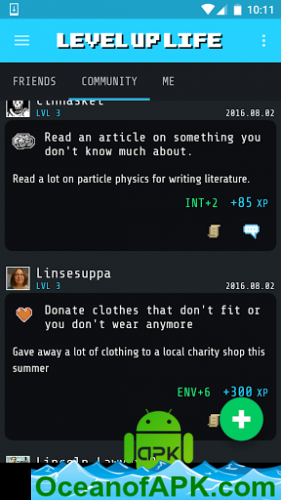 10:11
LEVEL UP LIFE
FRIENDS COMMUNITY ME
LVL 3 2016.08.02
Read an article on something you
don't know much about.
Read a lot on particle physics for writing literature.
INT+2 +85 XP
Linsesuppa
LVL 3 2016.08.02
Donate clothes that don't fit or
you don't wear anymore
Gave away a lot of clothing to a local charity shop this
summer
ENV+6 +300 XP
APK
OceanofAPK.com